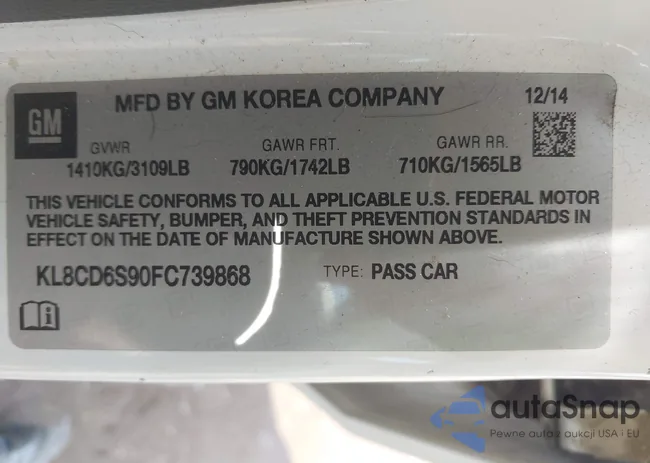 GM
MFD BY GM KOREA COMPANY 12/14
GVWR GAWR FRT. GAWR RR.
1410KG/3109LB 790KG/1742LB 710KG/1565LB
THIS VEHICLE CONFORMS TO ALL APPLICABLE U.S. FEDERAL MOTOR
VEHICLE SAFETY, BUMPER, AND THEFT PREVENTION STANDARDS IN
EFFECT ON THE DATE OF MANUFACTURE SHOWN ABOVE.
KL8CD6S90FC739868 TYPE: PASS CAR
autoSnap
Pewne auta z aukcji USA i EU